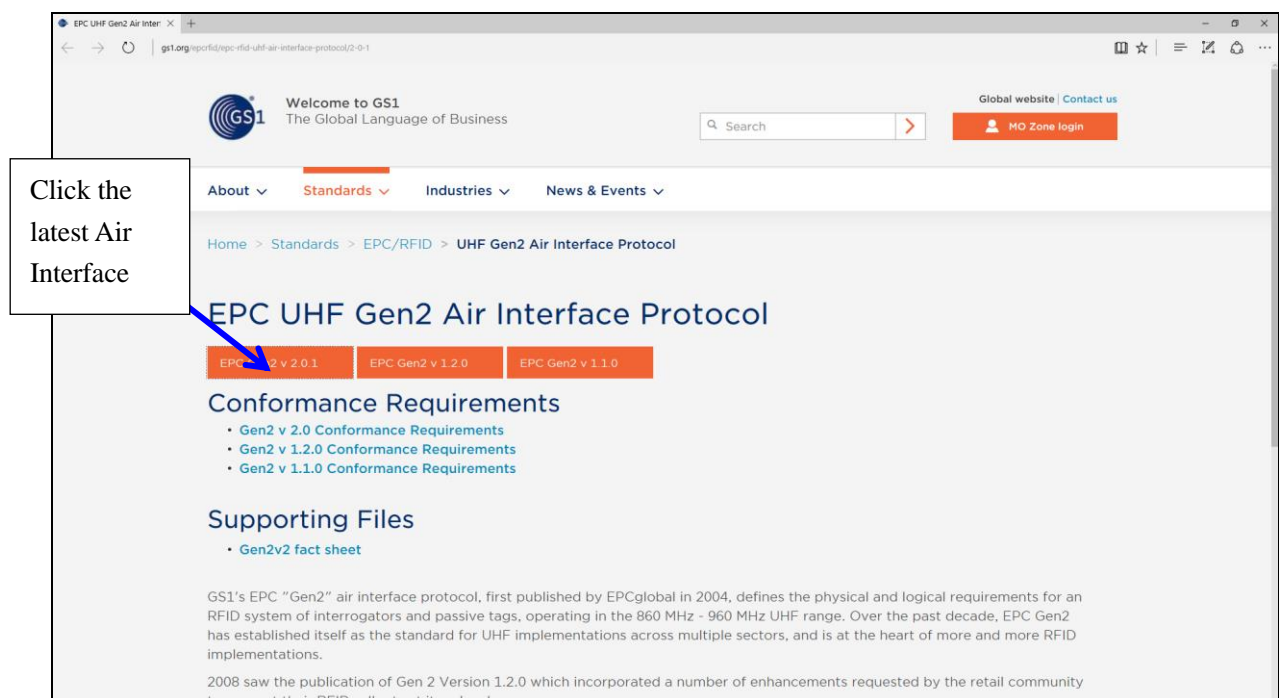 EPC UHF Gen2 Air Inter:
gs1.org/epcrfid/epc-rfid-uhf-air-interface-protocol/2-0-1
GS1
Welcome to GS1
The Global Language of Business
Search
Global website | Contact us
MO Zone login
Click the
latest Air
Interface
About
Standards
Industries
News & Events
Home > Standards > EPC/RFID > UHF Gen2 Air Interface Protocol
EPC UHF Gen2 Air Interface Protocol
EPC Gen2 v 2.0.1
EPC Gen2 v 1.2.0
EPC Gen2 v 1.1.0
Conformance Requirements
• Gen2 v 2.0 Conformance Requirements
• Gen2 v 1.2.0 Conformance Requirements
• Gen2 v 1.1.0 Conformance Requirements
Supporting Files
• Gen2v2 fact sheet
GS1's EPC "Gen2" air interface protocol, first published by EPCglobal in 2004, defines the physical and logical requirements for an
RFID system of interrogators and passive tags, operating in the 860 MHz - 960 MHz UHF range. Over the past decade, EPC Gen2
has established itself as the standard for UHF implementations across multiple sectors, and is at the heart of more and more RFID
implementations.
2008 saw the publication of Gen 2 Version 1.2.0 which incorporated a number of enhancements requested by the retail community